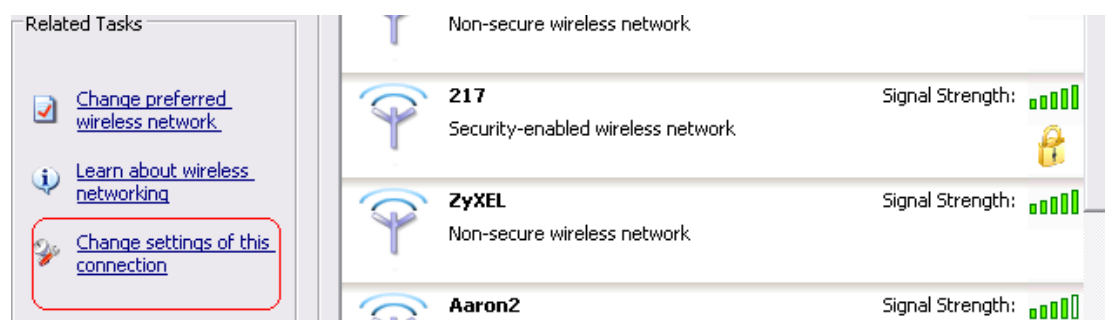 Related Tasks
Change preferred
wireless network
Learn about wireless
networking
Change settings of this
connection
Non-secure wireless network
217
Signal Strength:
Security-enabled wireless network
ZyXEL
Signal Strength:
Non-secure wireless network
Aaron2
Signal Strength: